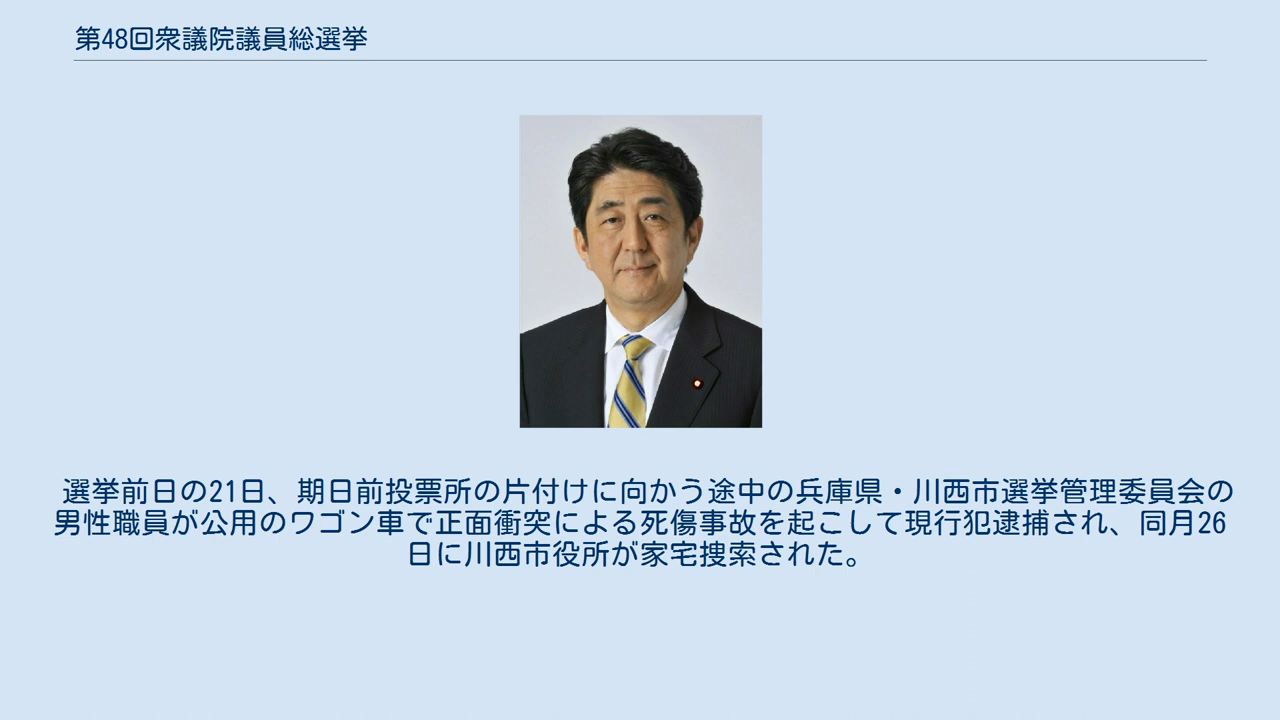 第48回衆議院議員総選挙
選挙前日の21日、期日前投票所の片付けに向かう途中の兵庫県・川西市選挙管理委員会の
男性職員が公用のワゴン車で正面衝突による死傷事故を起こして現行犯逮捕され、同月26
日に川西市役所が家宅捜索された。